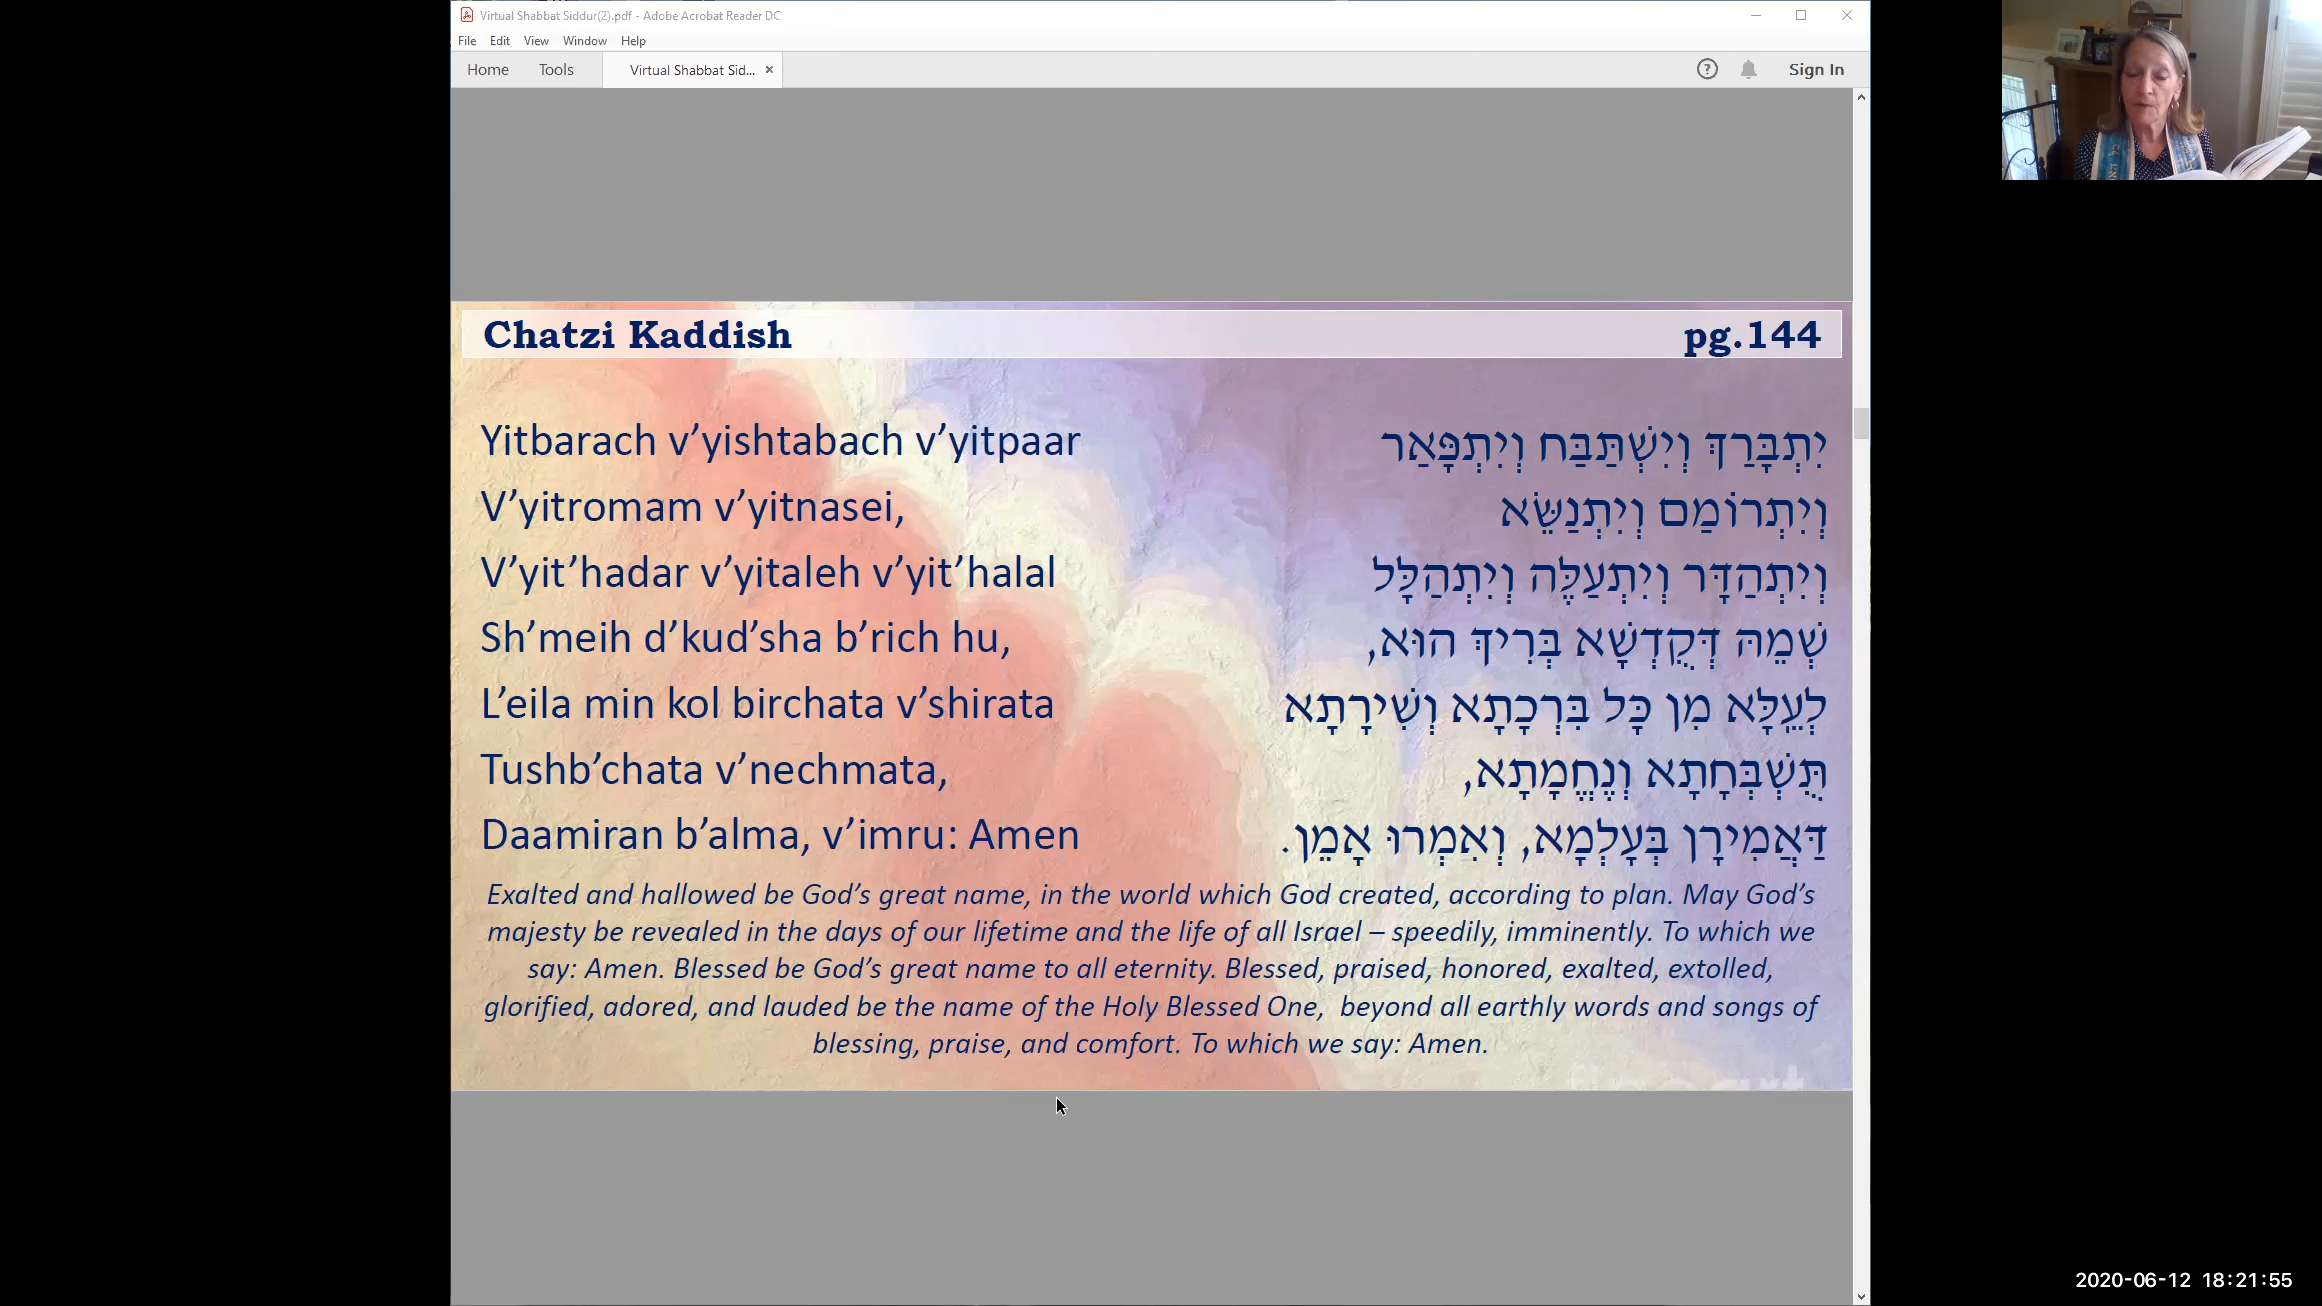 Virtual Shabbat Siddur(2).pdf - Adobe Acrobat Reader DC
File Edit View Window Help
Home Tools Virtual Shabbat Sid... × ? Sign In
Chatzi Kaddish pg.144
Yitbarach v’yishtabach v’yitpaar
V’yitromam v’yitnasei,
V’yit’hadar v’yitaleh v’yit’halal
Sh’meih d’kud’sha b’rich hu,
L’eila min kol birchata v’shirata
Tushb’chata v’nechmata,
Daamiran b’alma, v’imru: Amen
יִתְבָּרַךְ וְיִשְׁתַּבַּח וְיִתְפָּאַר
וְיִתְרוֹמַם וְיִתְנַשֵּׂא
וְיִתְהַדָּר וְיִתְעַלֶּה וְיִתְהַלָּל
שְׁמֵהּ דְּקֻדְשָׁא בְּרִיךְ הוּא,
לְעֵלָּא מִן כָּל בִּרְכָתָא וְשִׁירָתָא
תֻּשְׁבְּחָתָא וְנֶחֱמָתָא,
דַּאֲמִירָן בְּעָלְמָא, וְאִמְרוּ אָמֵן.
Exalted and hallowed be God’s great name, in the world which God created, according to plan. May God’s
majesty be revealed in the days of our lifetime and the life of all Israel – speedily, imminently. To which we
say: Amen. Blessed be God’s great name to all eternity. Blessed, praised, honored, exalted, extolled,
glorified, adored, and lauded be the name of the Holy Blessed One, beyond all earthly words and songs of
blessing, praise, and comfort. To which we say: Amen.
2020-06-12 18:21:55